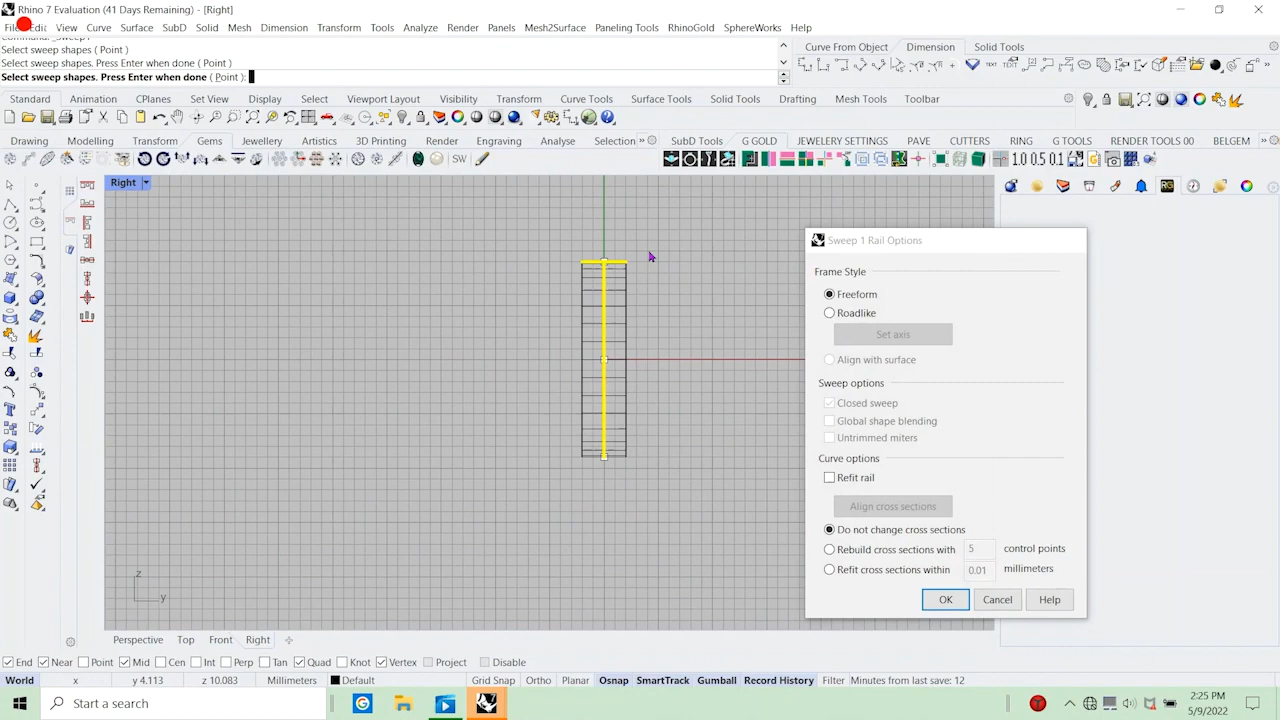 Rhino 7 Evaluation (41 Days Remaining) - [Right]
File Edit View Curve Surface SubD Solid Mesh Dimension Transform Tools Analyze Render Panels Mesh2Surface Paneling Tools RhinoGold SphereWorks Help
Select sweep shapes ( Point )
Select sweep shapes. Press Enter when done ( Point )
Select sweep shapes. Press Enter when done ( Point ):
Curve From Object Dimension Solid Tools
Standard Animation CPlanes Set View Display Select Viewport Layout Visibility Transform Curve Tools Surface Tools Solid Tools Drafting Mesh Tools Toolbar
Drawing Modelling Transform Gems Jewellery Artistics 3D Printing Render Engraving Analyse Selection » SubD Tools G GOLD JEWELERY SETTINGS PAVE CUTTERS RING G TOOLS RENDER TOOLS 00 BELGEM »
SW 1.0 0.5 0.1
Right
RG
Sweep 1 Rail Options
Frame Style
Freeform
Roadlike
Set axis
Align with surface
Sweep options
Closed sweep
Global shape blending
Untrimmed miters
Curve options
Refit rail
Align cross sections
Do not change cross sections
Rebuild cross sections with 5 control points
Refit cross sections within 0.01 millimeters
OK Cancel Help
z
y
Perspective Top Front Right
End Near Point Mid Cen Int Perp Tan Quad Knot Vertex Project Disable
World x y 4.113 z 10.083 Millimeters Default Grid Snap Ortho Planar Osnap SmartTrack Gumball Record History Filter Minutes from last save: 12
Start a search
2:25 PM
5/9/2022